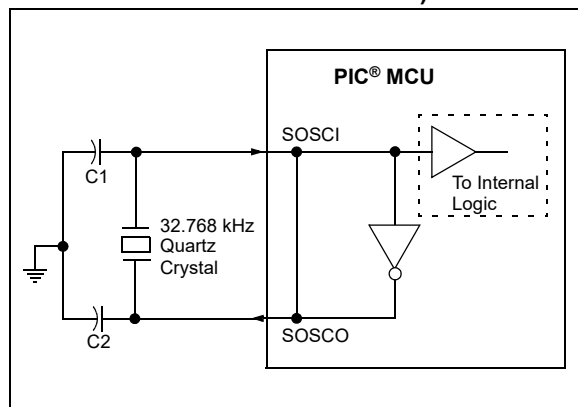 PIC® MCU
SOSCI
C1
To Internal
Logic
32.768 kHz
Quartz
Crystal
C2
SOSCO